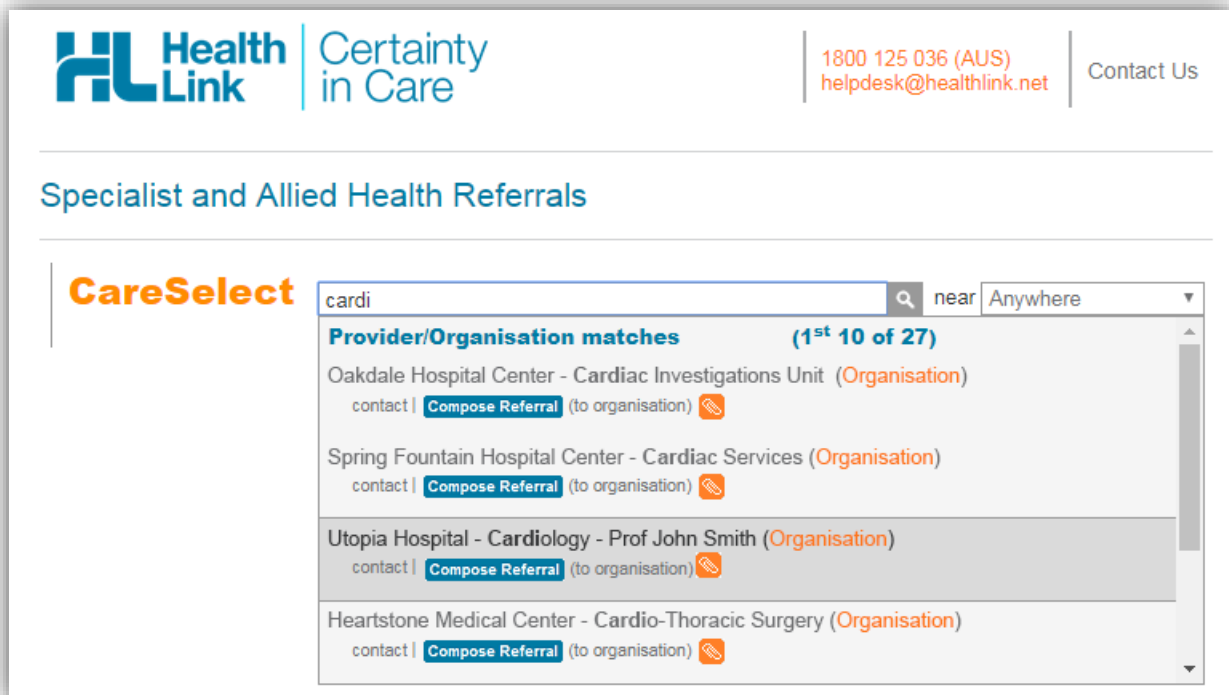 HL Health Link
Certainty in Care
1800 125 036 (AUS)
helpdesk@healthlink.net
Contact Us
Specialist and Allied Health Referrals
CareSelect
cardi
near Anywhere
Provider/Organisation matches (1st 10 of 27)
Oakdale Hospital Center - Cardiac Investigations Unit (Organisation)
contact | Compose Referral (to organisation)
Spring Fountain Hospital Center - Cardiac Services (Organisation)
contact | Compose Referral (to organisation)
Utopia Hospital - Cardiology - Prof John Smith (Organisation)
contact | Compose Referral (to organisation)
Heartstone Medical Center - Cardio-Thoracic Surgery (Organisation)
contact | Compose Referral (to organisation)